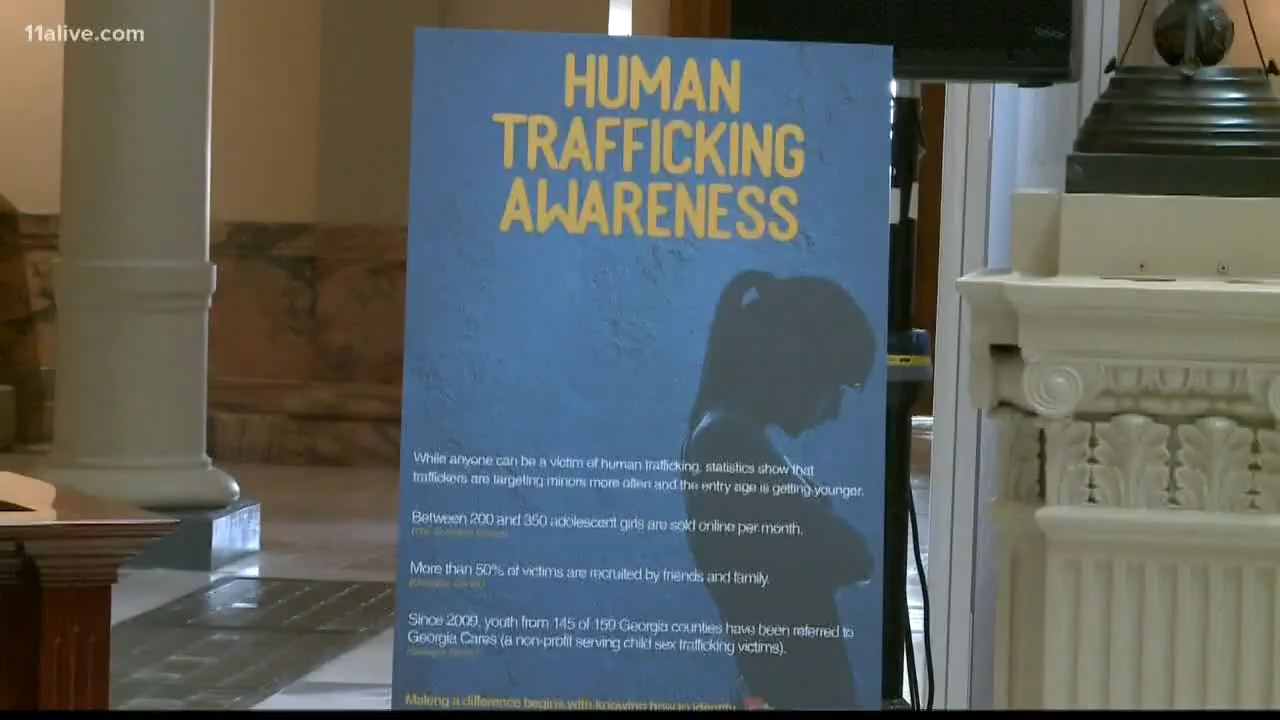 11alive.com
HUMAN
TRAFFICKING
AWARENESS
While anyone can be a victim of human trafficking, statistics show that
traffickers are targeting minors more often and the entry age is getting younger.
Between 200 and 350 adolescent girls are sold online per month.
More than 50% of victims are recruited by friends and family.
Since 2009, youth from 145 of 159 Georgia counties have been referred to
Georgia Cares (a non-profit serving child sex trafficking victims).
Making a difference begins with knowing how to identify